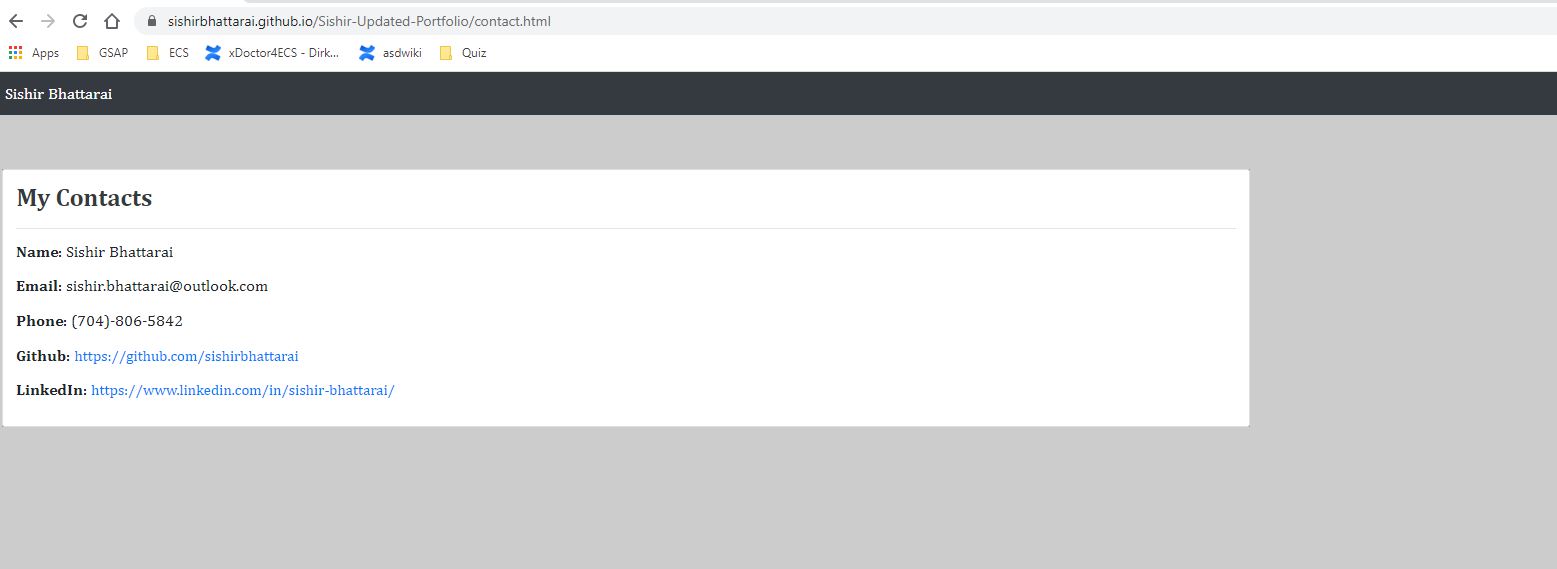 sishirbhattarai.github.io/Sishir-Updated-Portfolio/contact.html
Apps GSAP ECS xDoctor4ECS - Dirk... asdwiki Quiz
Sishir Bhattarai
My Contacts
Name: Sishir Bhattarai
Email: sishir.bhattarai@outlook.com
Phone: (704)-806-5842
Github: https://github.com/sishirbhattarai
LinkedIn: https://www.linkedin.com/in/sishir-bhattarai/